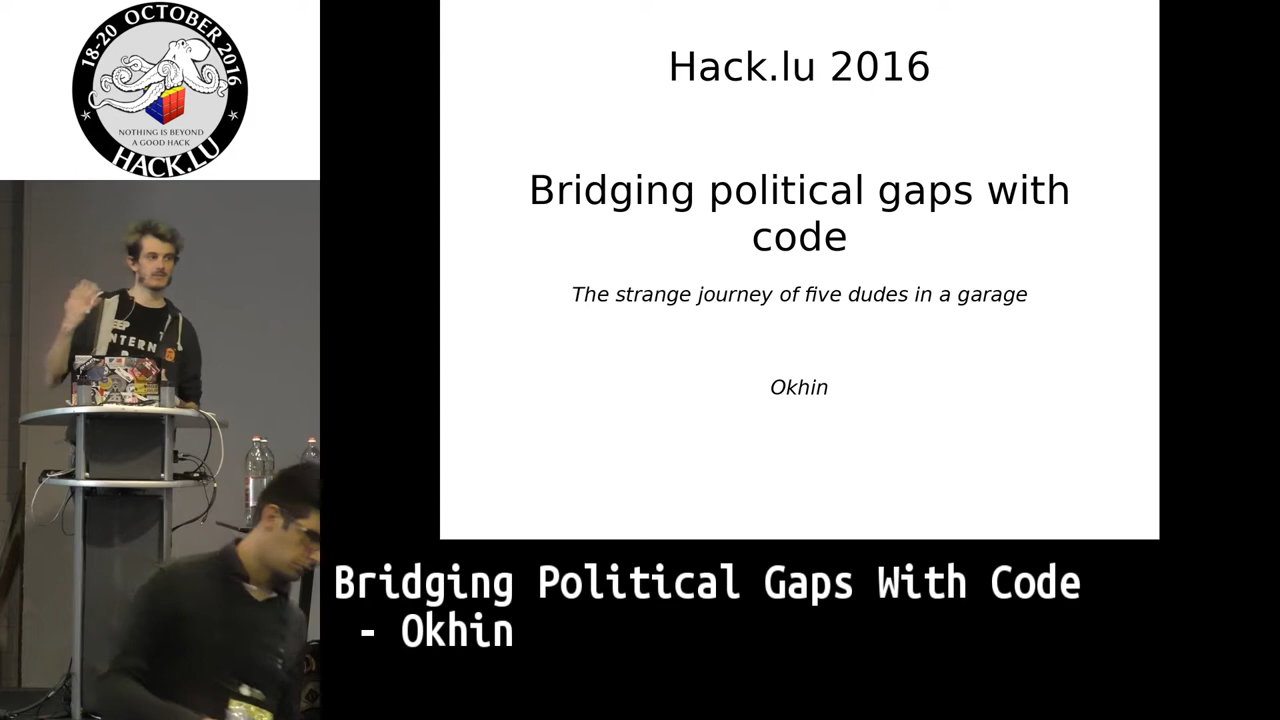 18-20 OCTOBER 2016
NOTHING IS BEYOND
A GOOD HACK
HACK.LU
Hack.lu 2016
Bridging political gaps with
code
The strange journey of five dudes in a garage
Okhin
Bridging Political Gaps With Code
- Okhin